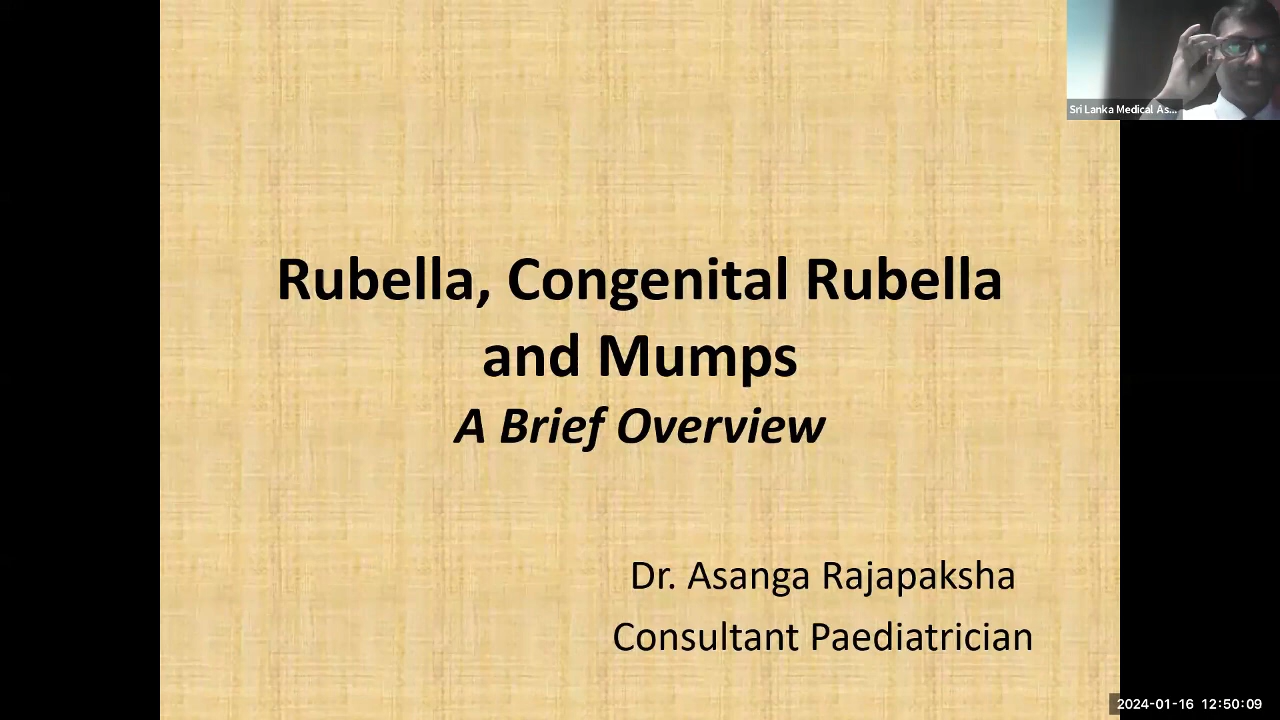 Sri Lanka Medical As...
Rubella, Congenital Rubella
and Mumps
A Brief Overview
Dr. Asanga Rajapaksha
Consultant Paediatrician
2024-01-16 12:50:09